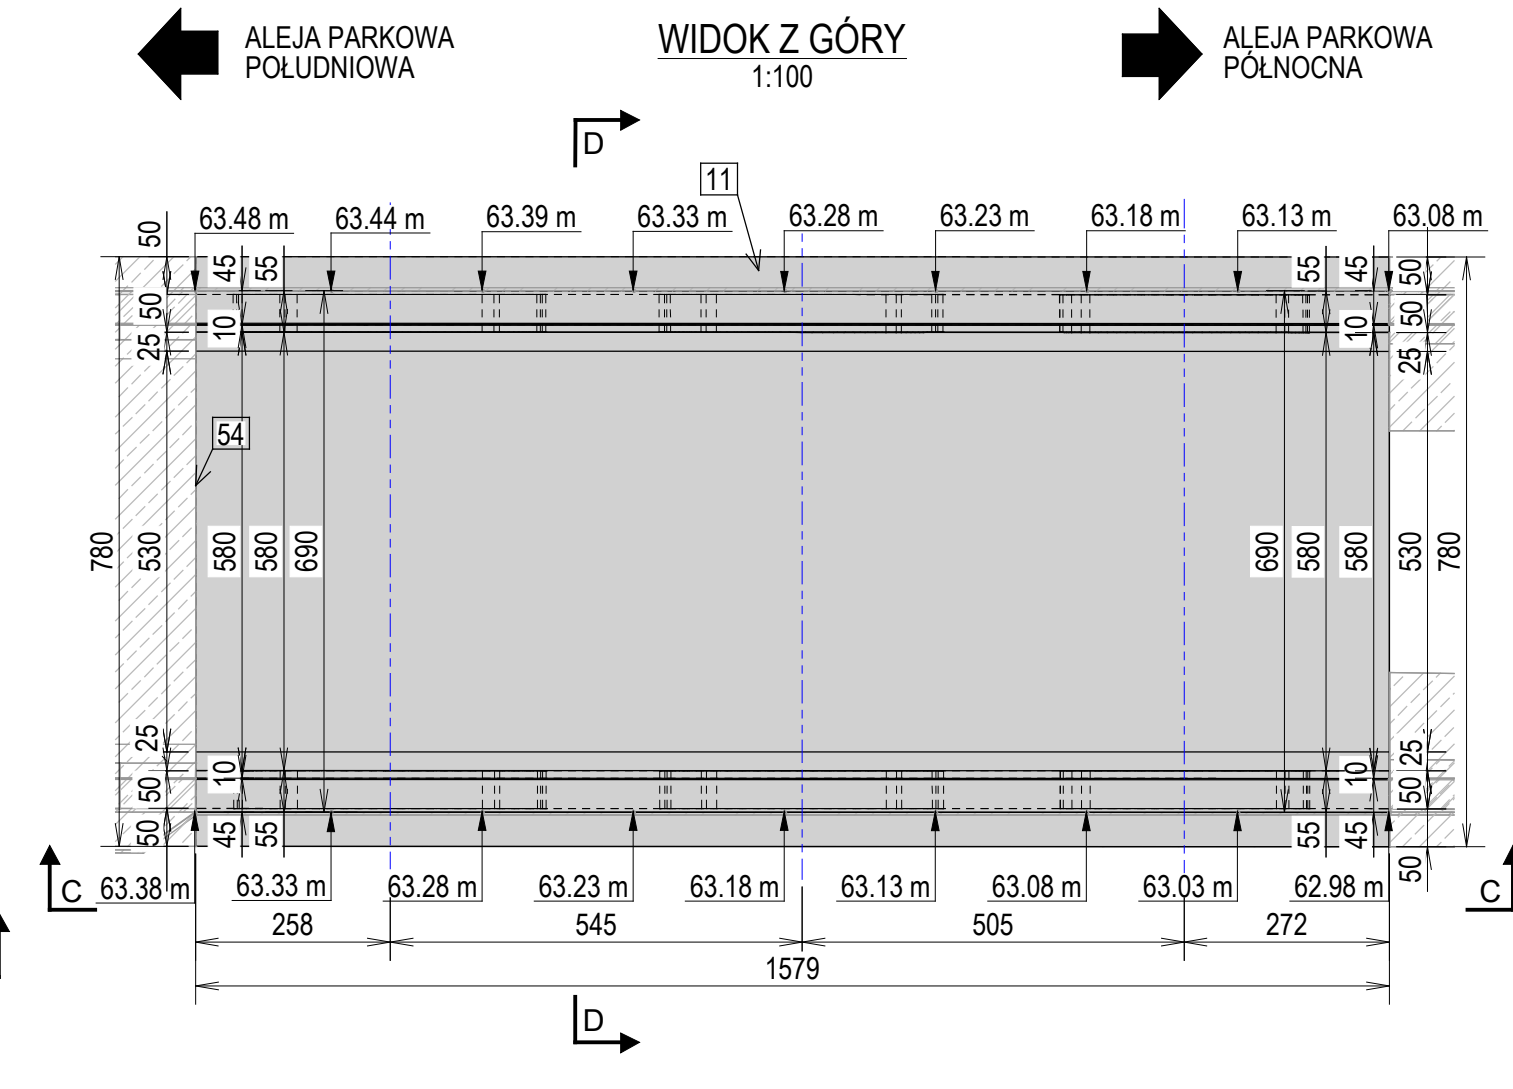 ALEJA PARKOWA
POŁUDNIOWA
WIDOK Z GÓRY
1:100
ALEJA PARKOWA
PÓŁNOCNA
D
11
63.48 m
63.44 m
63.39 m
63.33 m
63.28 m
63.23 m
63.18 m
63.13 m
63.08 m
50
45
55
55
45
50
50
10
10
50
25
25
54
780
530
580
580
690
690
580
580
530
780
25
10
10
25
50
50
50
45
55
55
45
50
C
63.38 m
63.33 m
63.28 m
63.23 m
63.18 m
63.13 m
63.08 m
63.03 m
62.98 m
C
258
545
505
272
1579
D